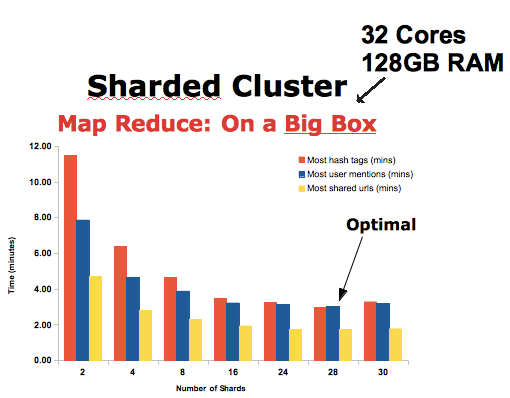 32 Cores
128GB RAM
Sharded Cluster
Map Reduce: On a Big Box
12.00
10.00
8.00
6.00
4.00
2.00
0.00
Time (minutes)
Most hash tags (mins)
Most user mentions (mins)
Most shared urls (mins)
Optimal
2 4 8 16 24 28 30
Number of Shards